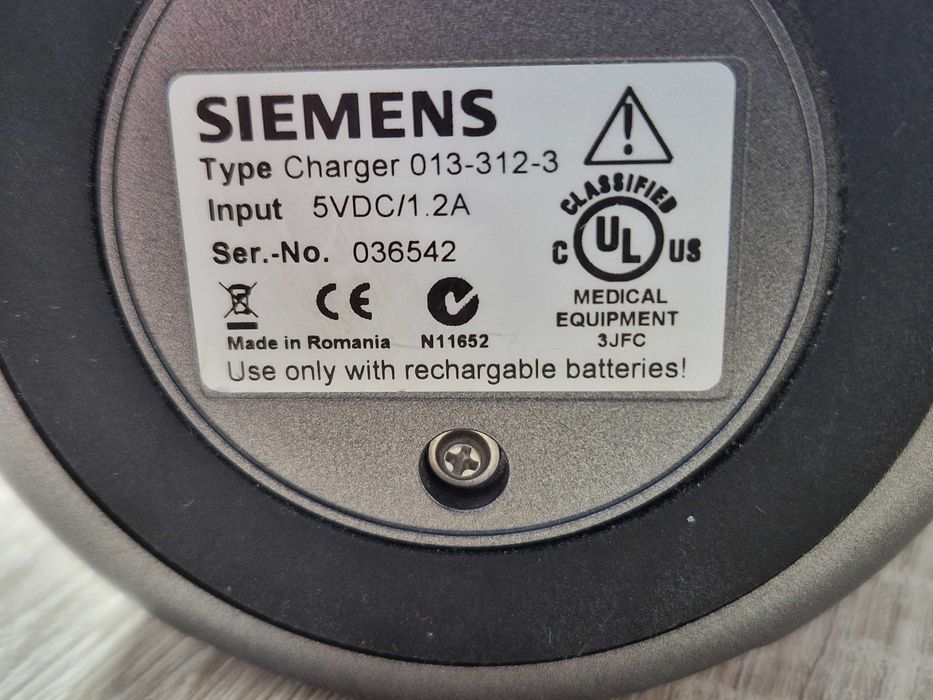 SIEMENS
Type Charger 013-312-3
Input 5VDC/1.2A
Ser.-No. 036542
CE
Made in Romania
N11652
CLASSIFIED
C UL US
MEDICAL
EQUIPMENT
3JFC
Use only with rechargable batteries!